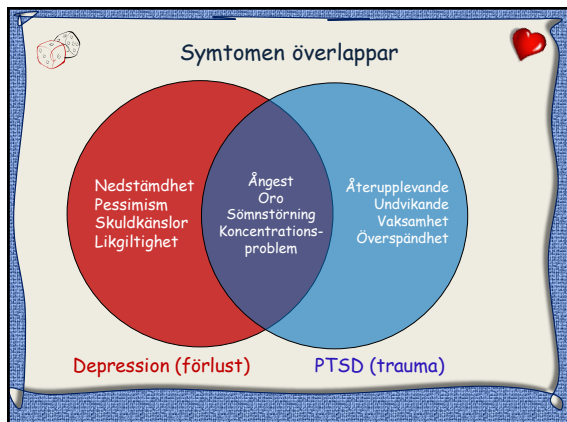 Symtomen överlappar
Nedstämdhet
Pessimism
Skuldkänslor
Likgiltighet
Ångest
Oro
Sömnstörning
Koncentrations-
problem
Återupplevande
Undvikande
Vaksamhet
Överspändhet
Depression (förlust)
PTSD (trauma)